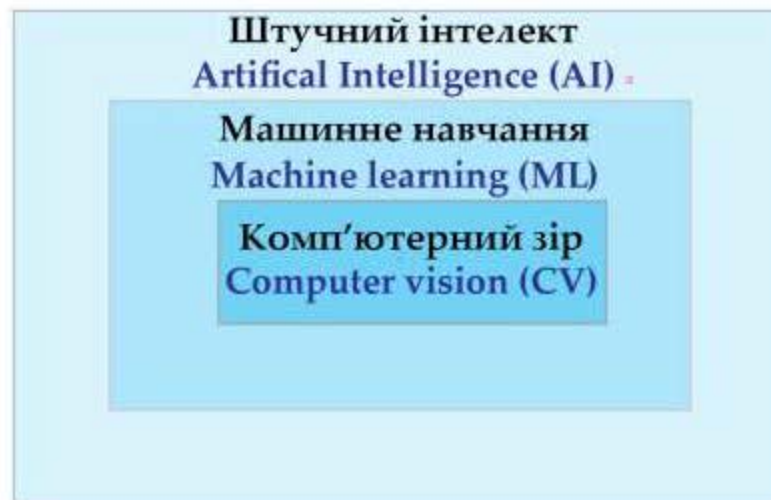 Штучний інтелект
Artifical Intelligence (AI)
Машинне навчання
Machine learning (ML)
Комп’ютерний зір
Computer vision (CV)